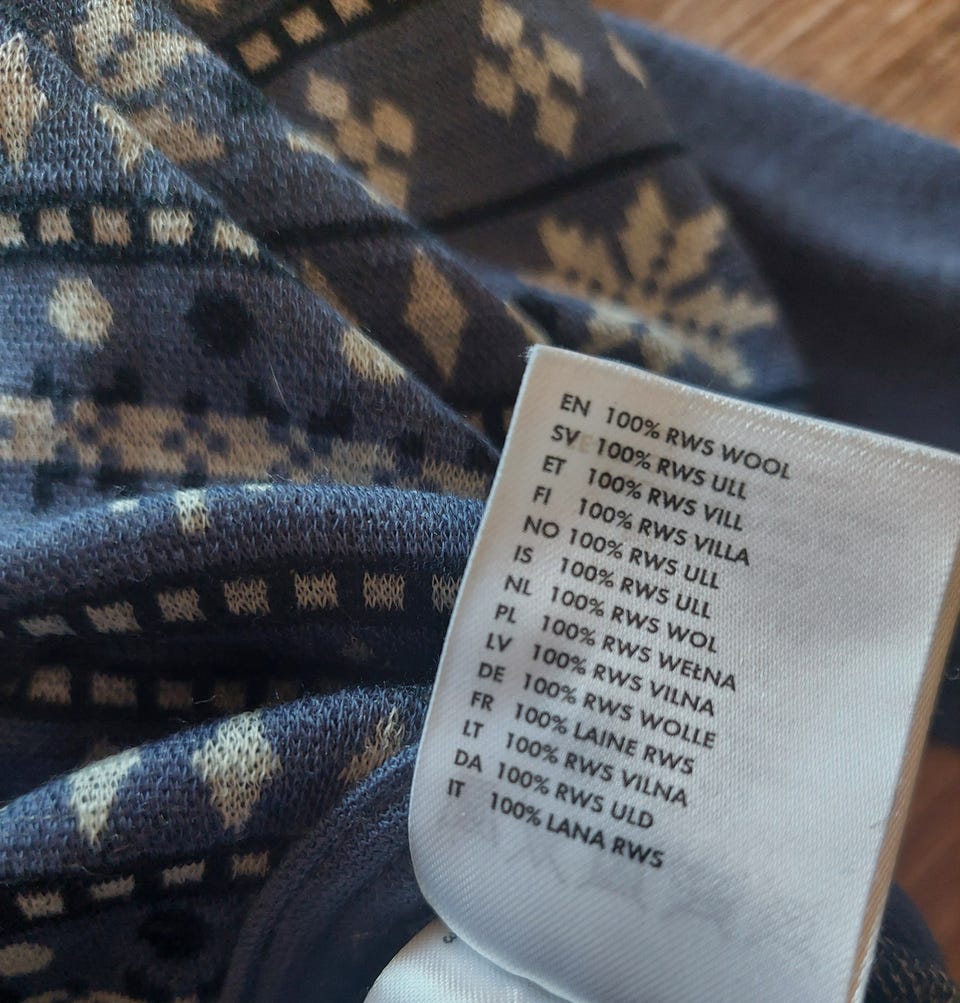 EN 100% RWS WOOL
SV 100% RWS ULL
ET 100% RWS VILL
FI 100% RWS VILLA
NO 100% RWS ULL
IS 100% RWS ULL
NL 100% RWS WOL
PL 100% RWS WEŁNA
LV 100% RWS VILNA
DE 100% RWS WOLLE
FR 100% LAINE RWS
LT 100% RWS VILNA
DA 100% RWS ULD
IT 100% LANA RWS